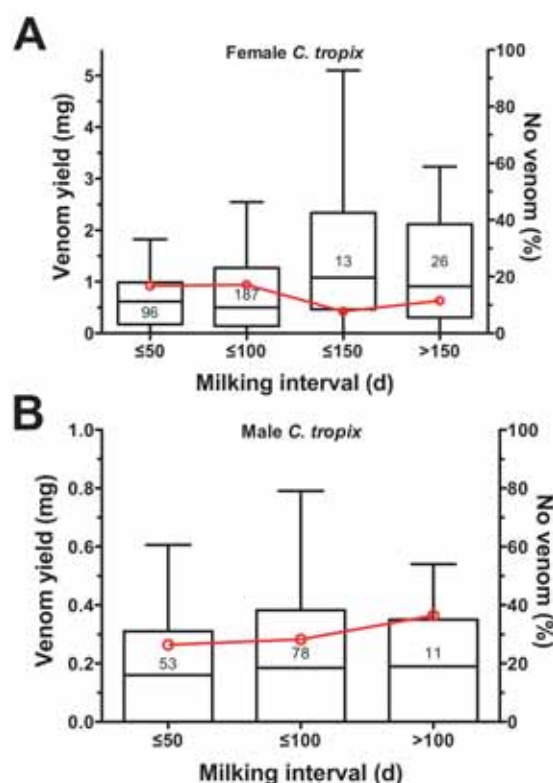 A
Female C. tropix
Venom yield (mg)
5
4
3
2
1
0
96
187
13
26
100
80
60
40
20
0
No venom (%)
≤50 ≤100 ≤150 >150
Milking interval (d)
B
Male C. tropix
Venom yield (mg)
1.0
0.8
0.6
0.4
0.2
0.0
53
78
11
100
80
60
40
20
0
No venom (%)
≤50 ≤100 >100
Milking interval (d)